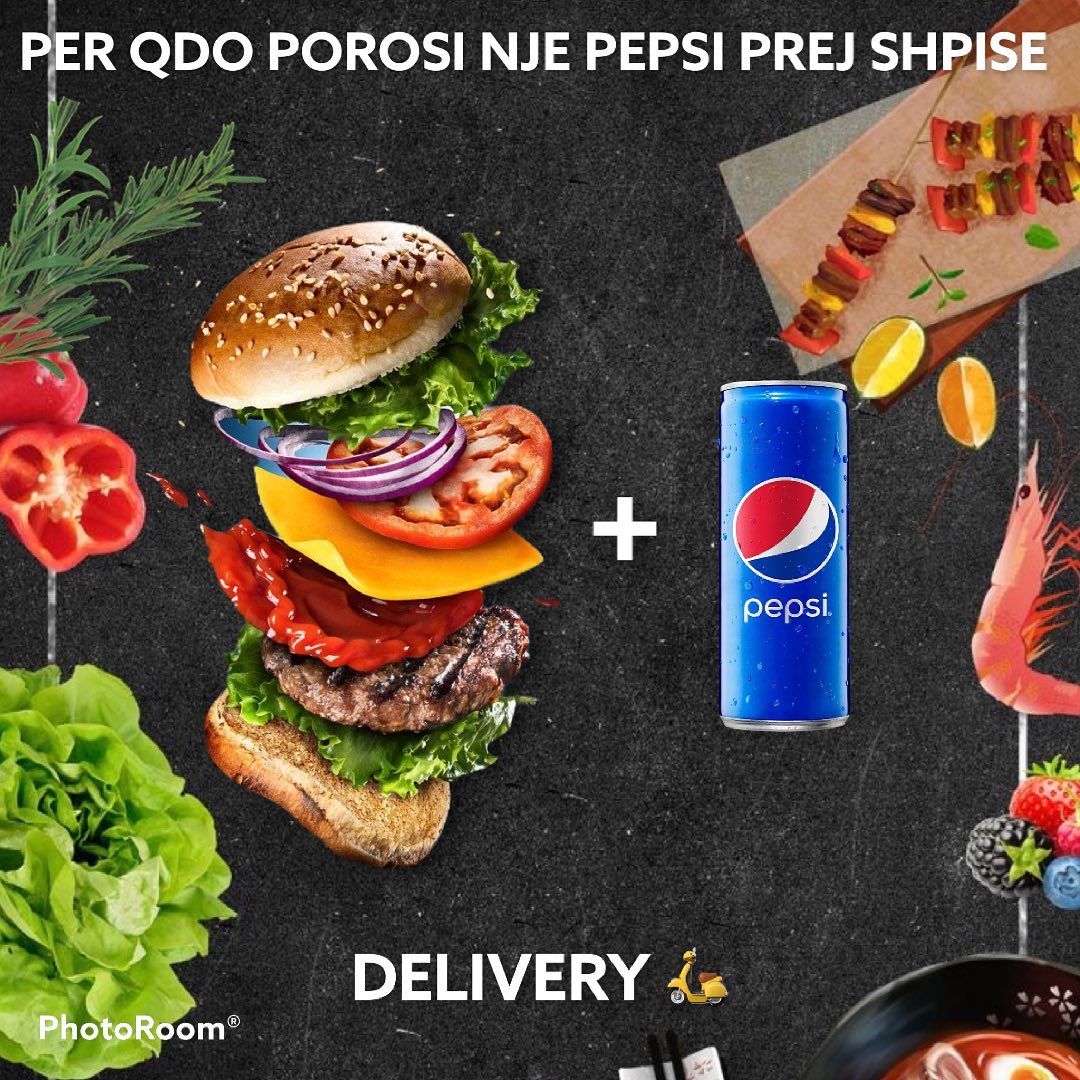 PER QDO POROSI NJE PEPSI PREJ SHPISE
+
pepsi.
DELIVERY 🛵
PhotoRoom®